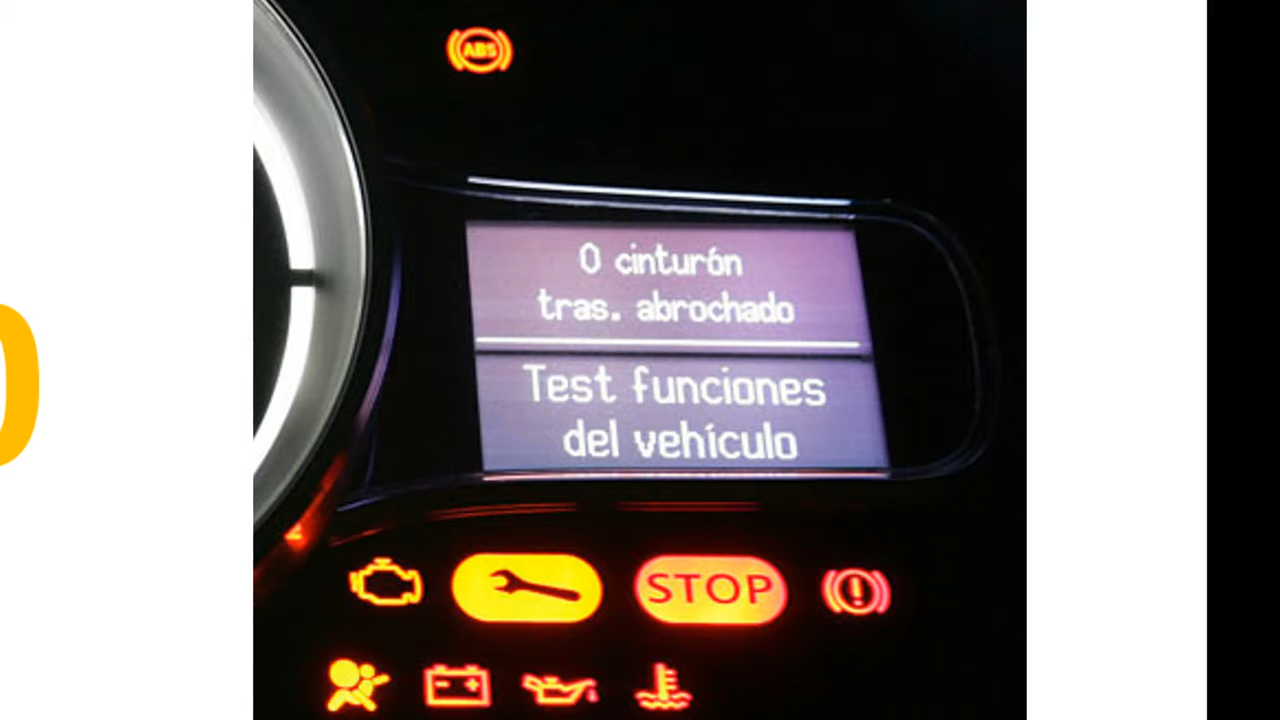 ABS
0 cinturón
tras. abrochado
Test funciones
del vehículo
STOP